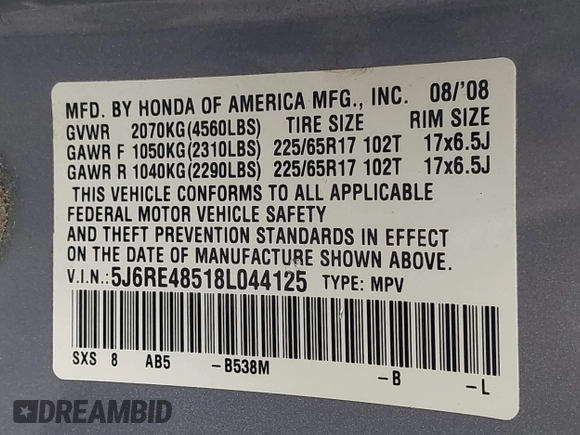 MFD. BY HONDA OF AMERICA MFG., INC. 08/'08
GVWR 2070KG(4560LBS) TIRE SIZE RIM SIZE
GAWR F 1050KG(2310LBS) 225/65R17 102T 17x6.5J
GAWR R 1040KG(2290LBS) 225/65R17 102T 17x6.5J
THIS VEHICLE CONFORMS TO ALL APPLICABLE
FEDERAL MOTOR VEHICLE SAFETY
AND THEFT PREVENTION STANDARDS IN EFFECT
ON THE DATE OF MANUFACTURE SHOWN ABOVE.
V.I.N.: 5J6RE48518L044125 TYPE: MPV
SXS 8 AB5 -B538M -B -L
DREAMBID